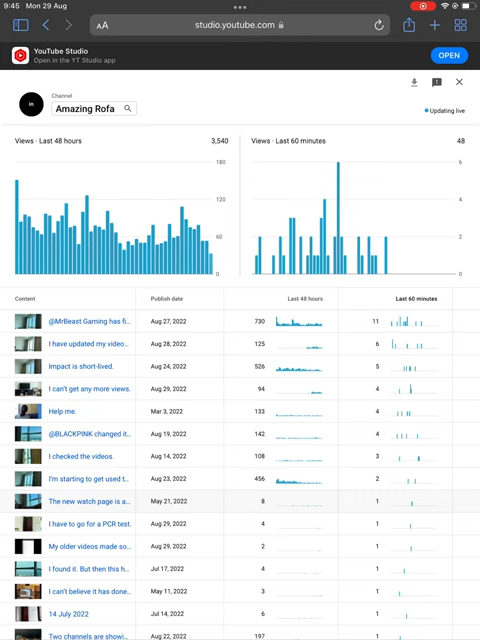 9:45 Mon 29 Aug
AA studio.youtube.com
YouTube Studio
Open in the YT Studio app
OPEN
in
Channel
Amazing Rofa
Updating live
Views · Last 48 hours 3,540
Views · Last 60 minutes 48
180
120
60
0
6
4
2
0
Content Publish date Last 48 hours Last 60 minutes
@MrBeast Gaming has fi... Aug 27, 2022 730 11
I have updated my video... Aug 28, 2022 125 6
Impact is short-lived. Aug 24, 2022 526 5
I can't get any more views. Aug 29, 2022 94 4
Help me. Mar 3, 2022 133 4
@BLACKPINK changed it... Aug 19, 2022 142 4
I checked the videos. Aug 14, 2022 108 3
I'm starting to get used t... Aug 23, 2022 456 2
The new watch page is a... May 21, 2022 8 1
I have to go for a PCR test. Aug 29, 2022 4 1
My older videos made so... Aug 29, 2022 2 1
I found it. But then this h... Jul 17, 2022 4 1
I can't believe it has done... May 11, 2022 3 1
14 July 2022 Jul 14, 2022 6 1
Two channels are showi... Aug 22, 2022 197 1